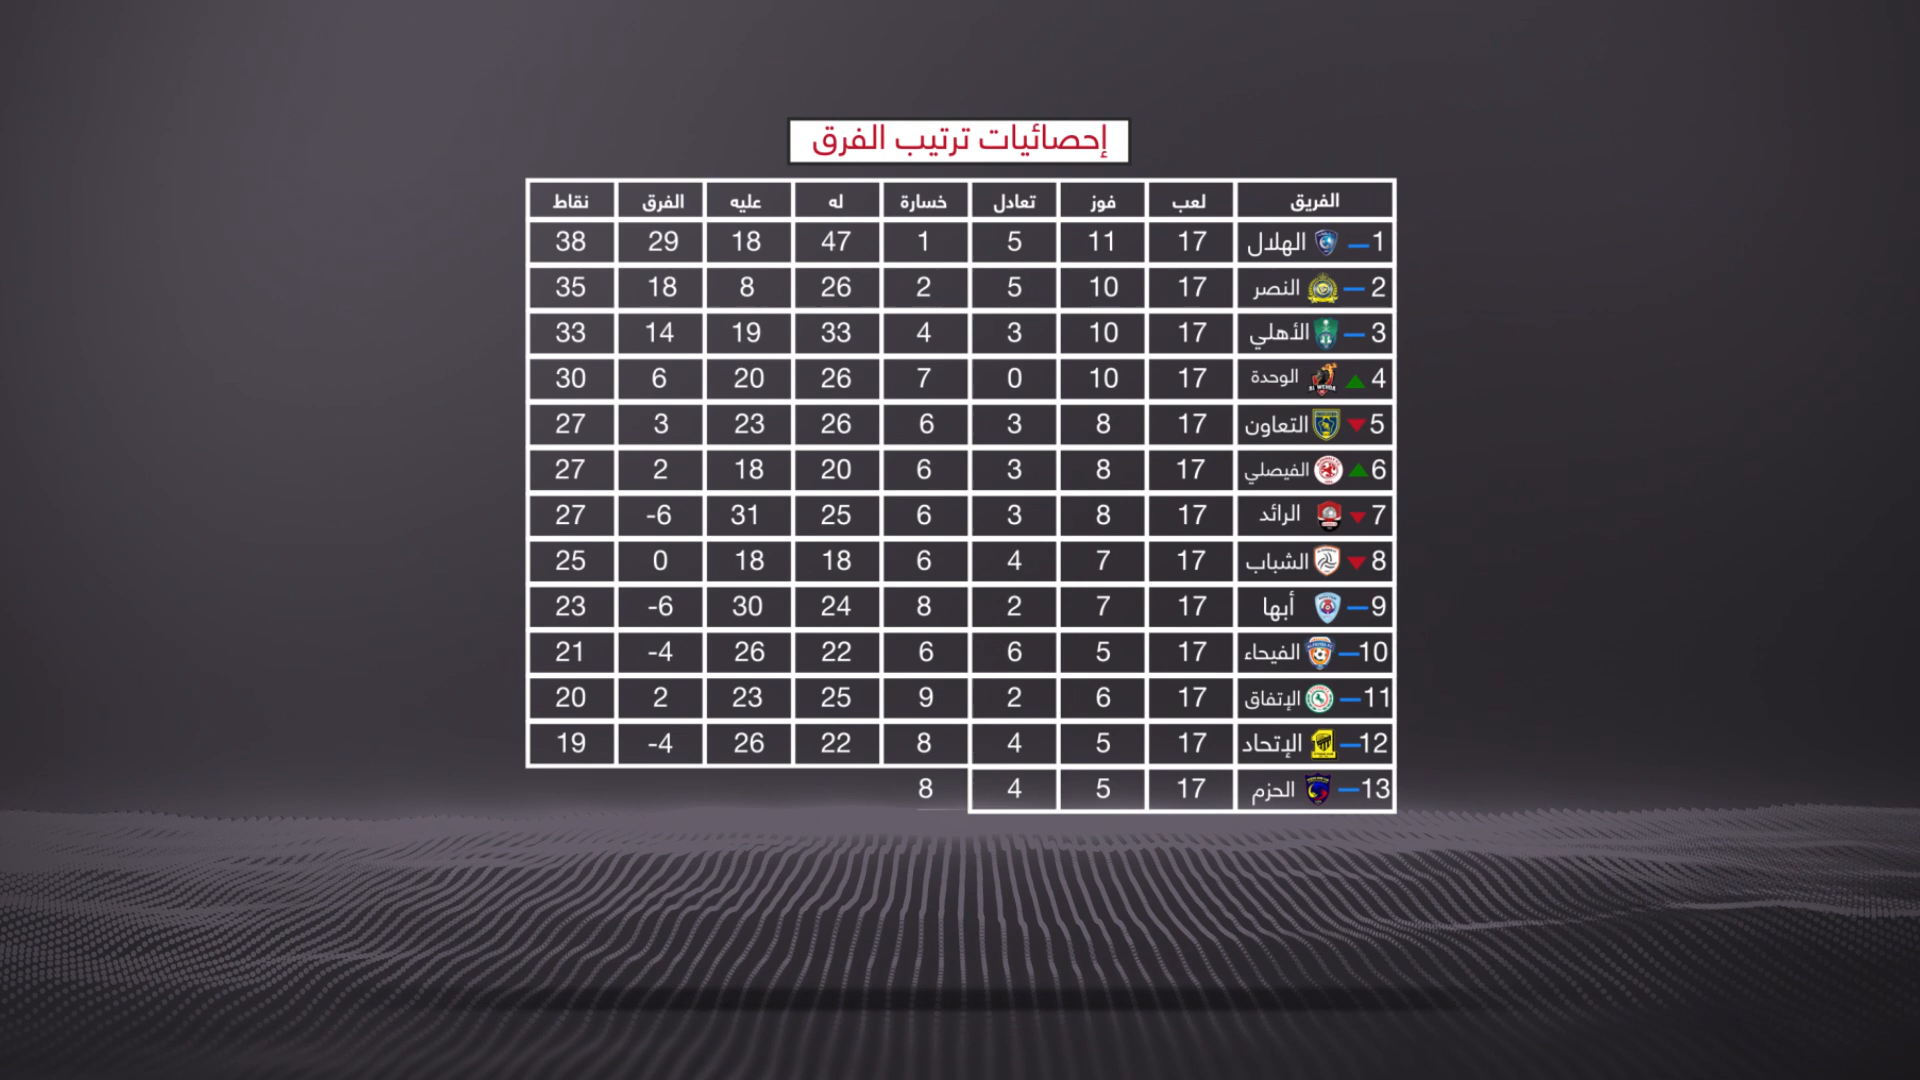 إحصائيات ترتيب الفرق
الفريق لعب فوز تعادل خسارة له عليه الفرق نقاط
1 الهلال 17 11 5 1 47 18 29 38
2 النصر 17 10 5 2 26 8 18 35
3 الأهلي 17 10 3 4 33 19 14 33
4 الوحدة 17 10 0 7 26 20 6 30
5 التعاون 17 8 3 6 26 23 3 27
6 الفيصلي 17 8 3 6 20 18 2 27
7 الرائد 17 8 3 6 25 31 -6 27
8 الشباب 17 7 4 6 18 18 0 25
9 أبها 17 7 2 8 24 30 -6 23
10 الفيحاء 17 5 6 6 22 26 -4 21
11 الإتفاق 17 6 2 9 25 23 2 20
12 الإتحاد 17 5 4 8 22 26 -4 19
13 الحزم 17 5 4 8